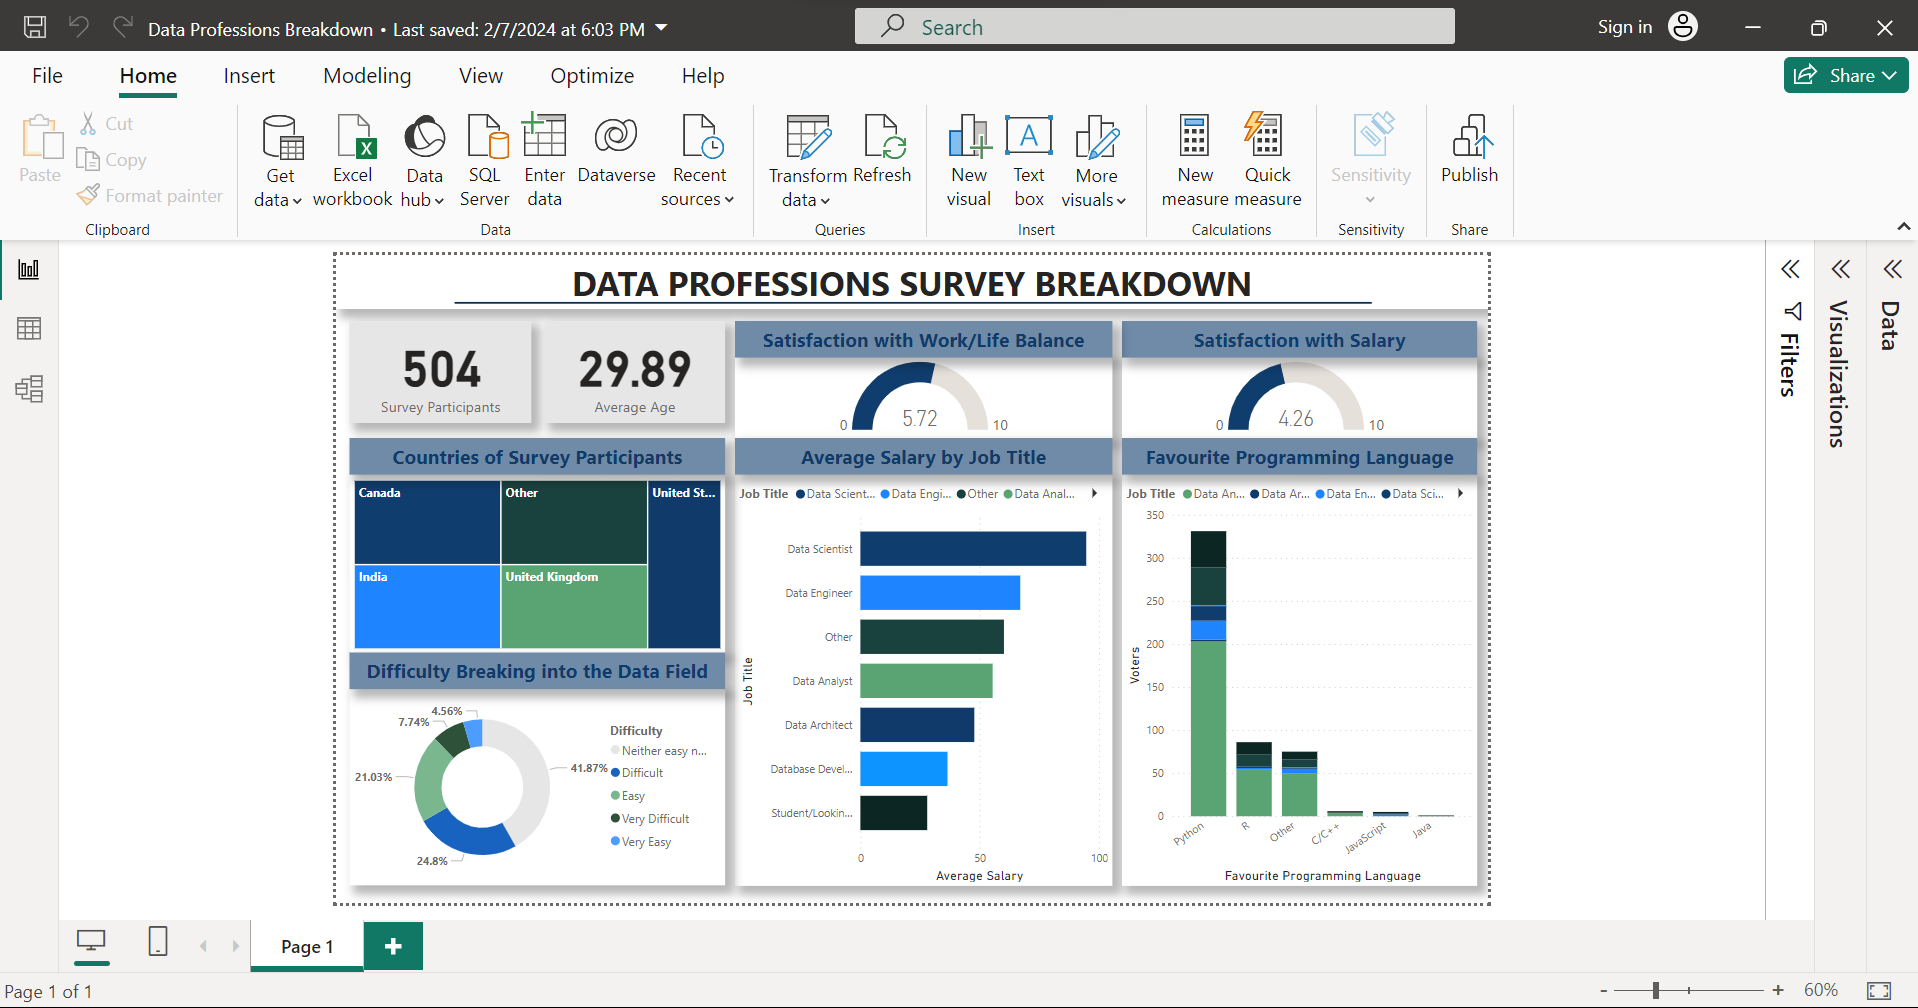 Data Professions Breakdown • Last saved: 2/7/2024 at 6:03 PM
Search
Sign in
File Home Insert Modeling View Optimize Help
Share
Paste
Cut
Copy
Format painter
Clipboard
Get data
Excel workbook
Data hub
SQL Server
Enter data
Dataverse
Recent sources
Data
Transform data
Refresh
Queries
New visual
Text box
More visuals
Insert
New measure
Quick measure
Calculations
Sensitivity
Sensitivity
Publish
Share
DATA PROFESSIONS SURVEY BREAKDOWN
504
Survey Participants
29.89
Average Age
Satisfaction with Work/Life Balance
5.72
0
10
Satisfaction with Salary
4.26
0
10
Countries of Survey Participants
Canada
Other
United St...
India
United Kingdom
Difficulty Breaking into the Data Field
4.56%
7.74%
21.03%
41.87%
24.8%
Difficulty
Neither easy n...
Difficult
Easy
Very Difficult
Very Easy
Average Salary by Job Title
Job Title Data Scient... Data Engi... Other Data Anal...
Job Title
Data Scientist
Data Engineer
Other
Data Analyst
Data Architect
Database Devel...
Student/Lookin...
0 50 100
Average Salary
Favourite Programming Language
Job Title Data An... Data Ar... Data En... Data Sci...
Voters
350
300
250
200
150
100
50
0
Python R Other C/C++ JavaScript Java
Favourite Programming Language
Filters
Visualizations
Data
Page 1
Page 1 of 1
- + 60%